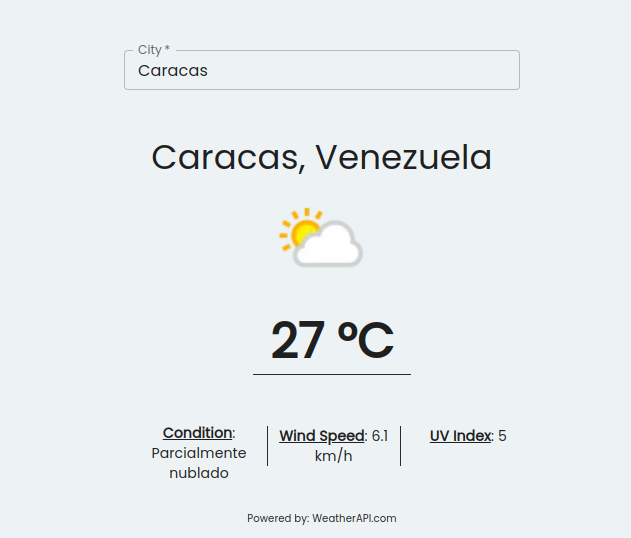 City *
Caracas
Caracas, Venezuela
27 °C
Condition:
Parcialmente
nublado
Wind Speed: 6.1
km/h
UV Index: 5
Powered by: WeatherAPI.com